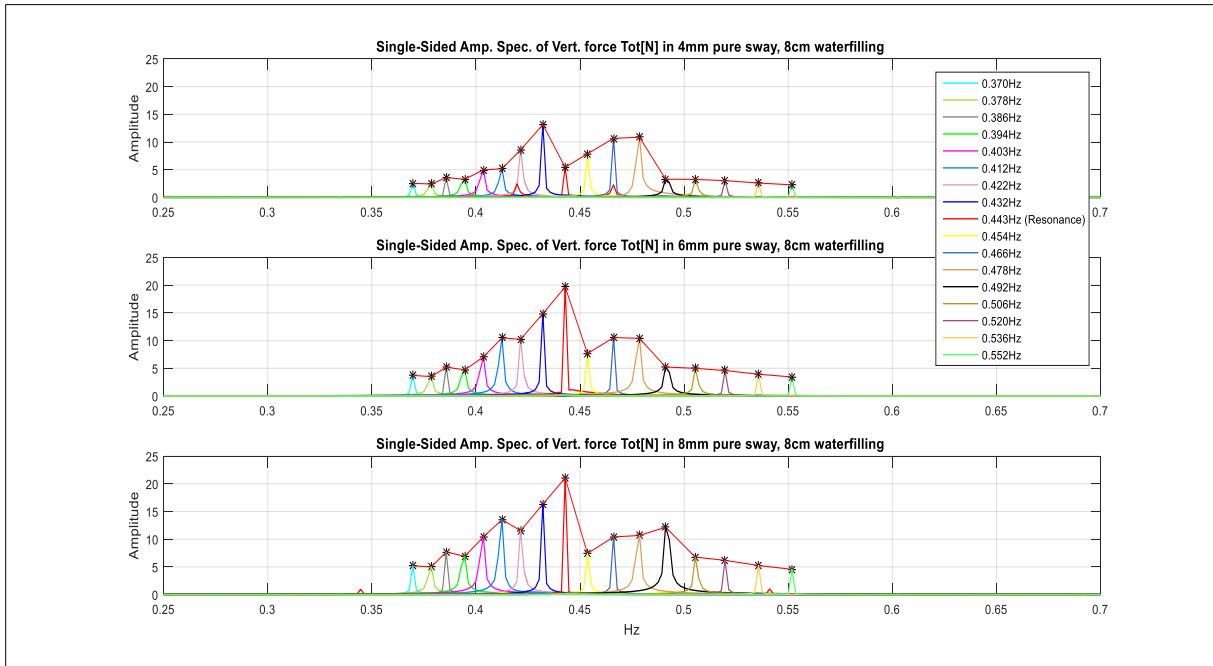 Single-Sided Amp. Spec. of Vert. force Tot[N] in 4mm pure sway, 8cm waterfilling
25
20
15
10
5
0
Amplitude
0.25 0.3 0.35 0.4 0.45 0.5 0.55 0.6 0.65 0.7
0.370Hz
0.378Hz
0.386Hz
0.394Hz
0.403Hz
0.412Hz
0.422Hz
0.432Hz
0.443Hz (Resonance)
0.454Hz
0.466Hz
0.478Hz
0.492Hz
0.506Hz
0.520Hz
0.536Hz
0.552Hz
Single-Sided Amp. Spec. of Vert. force Tot[N] in 6mm pure sway, 8cm waterfilling
25
20
15
10
5
0
Amplitude
0.25 0.3 0.35 0.4 0.45 0.5 0.55 0.6 0.65 0.7
Single-Sided Amp. Spec. of Vert. force Tot[N] in 8mm pure sway, 8cm waterfilling
25
20
15
10
5
0
Amplitude
0.25 0.3 0.35 0.4 0.45 0.5 0.55 0.6 0.65 0.7
Hz